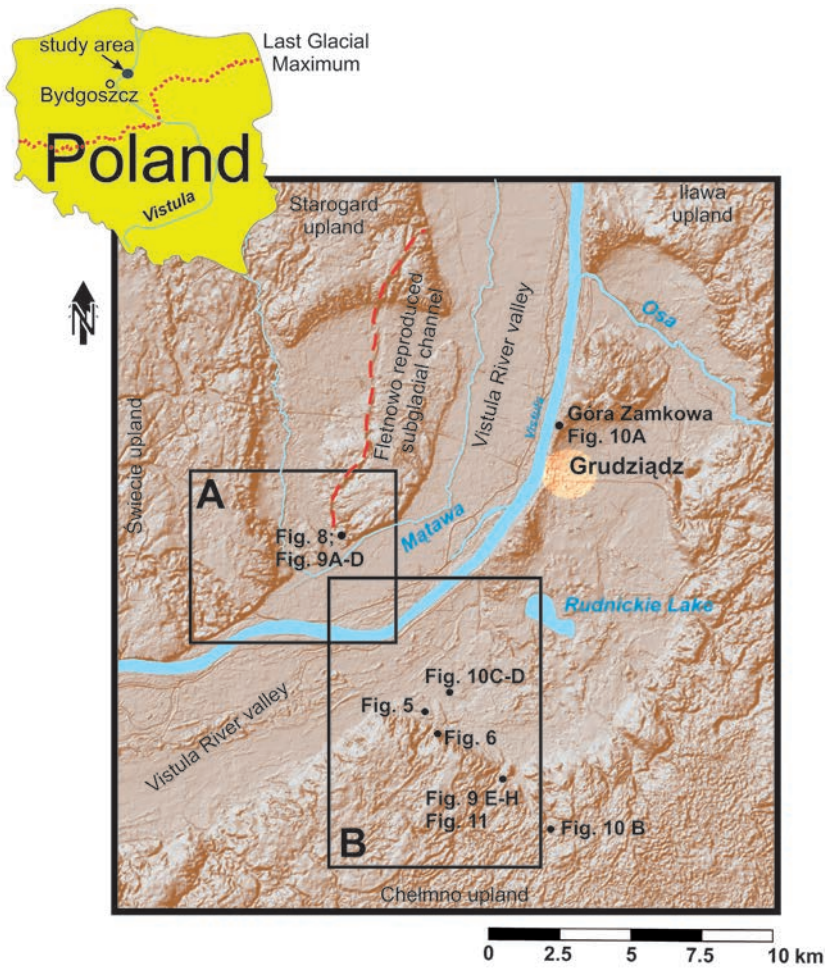 study area
Last Glacial
Maximum
Bydgoszcz
Poland
Vistula
Starogard
upland
Iława
upland
N
Osa
Fletnowo reproduced
subglacial channel
Vistula River valley
Vistula
Góra Zamkowa
Fig. 10A
Grudziądz
Świecie upland
A
Fig. 8;
Fig. 9A-D
Mątawa
Rudnickie Lake
Fig. 10C-D
Fig. 5
Fig. 6
Vistula River valley
Fig. 9 E-H
Fig. 11
Fig. 10 B
B
Chełmno upland
0 2.5 5 7.5 10 km